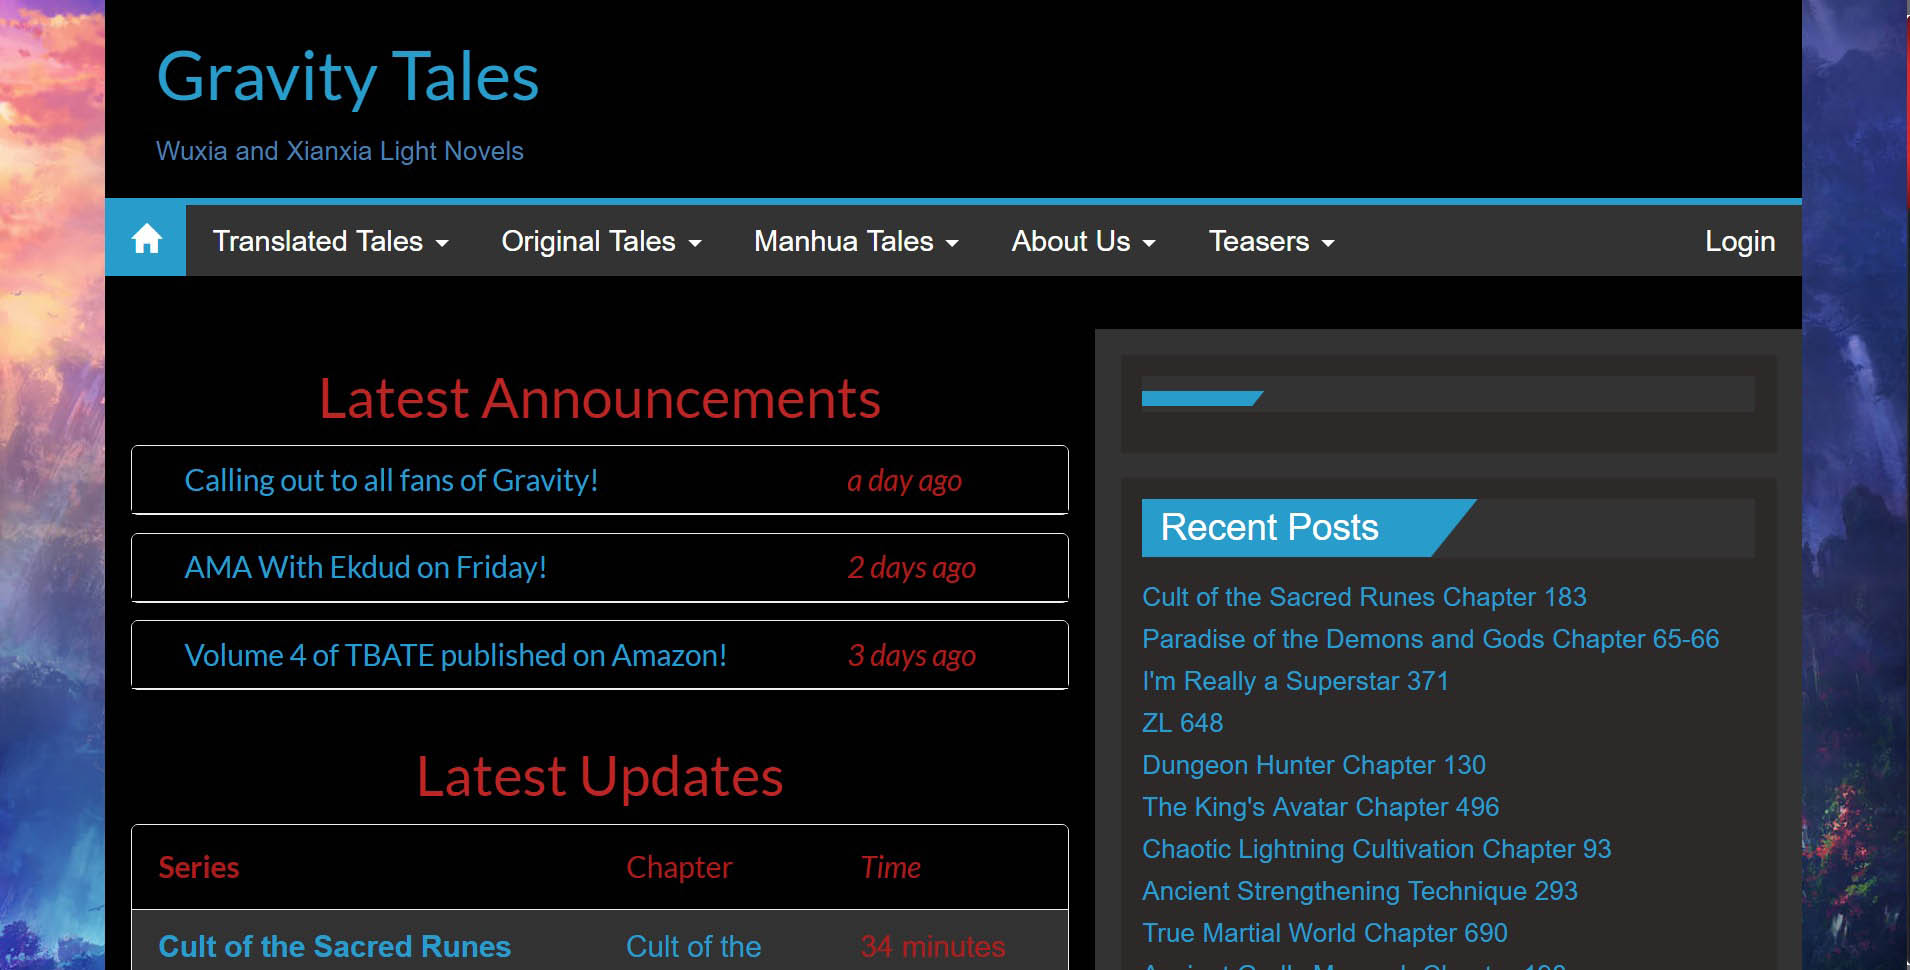 Gravity Tales
Wuxia and Xianxia Light Novels
Translated Tales
Original Tales
Manhua Tales
About Us
Teasers
Login
Latest Announcements
Calling out to all fans of Gravity! a day ago
AMA With Ekdud on Friday! 2 days ago
Volume 4 of TBATE published on Amazon! 3 days ago
Latest Updates
Series Chapter Time
Cult of the Sacred Runes Cult of the 34 minutes
Recent Posts
Cult of the Sacred Runes Chapter 183
Paradise of the Demons and Gods Chapter 65-66
I'm Really a Superstar 371
ZL 648
Dungeon Hunter Chapter 130
The King's Avatar Chapter 496
Chaotic Lightning Cultivation Chapter 93
Ancient Strengthening Technique 293
True Martial World Chapter 690